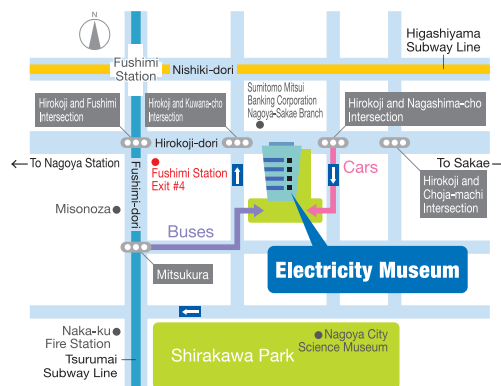 N
Higashiyama
Subway Line
Fushimi
Station
Nishiki-dori
Sumitomo Mitsui
Banking Corporation
Nagoya-Sakae Branch
Hirokoji and Fushimi
Intersection
Hirokoji and Kuwana-cho
Intersection
Hirokoji and Nagashima-cho
Intersection
Hirokoji-dori
To Nagoya Station
Fushimi Station
Exit #4
Cars
To Sakae
Hirokoji and
Choja-machi
Intersection
Fushimi-dori
Misonoza
Buses
Mitsukura
Electricity Museum
Naka-ku
Fire Station
Nagoya City
Science Museum
Shirakawa Park
Tsurumai
Subway Line